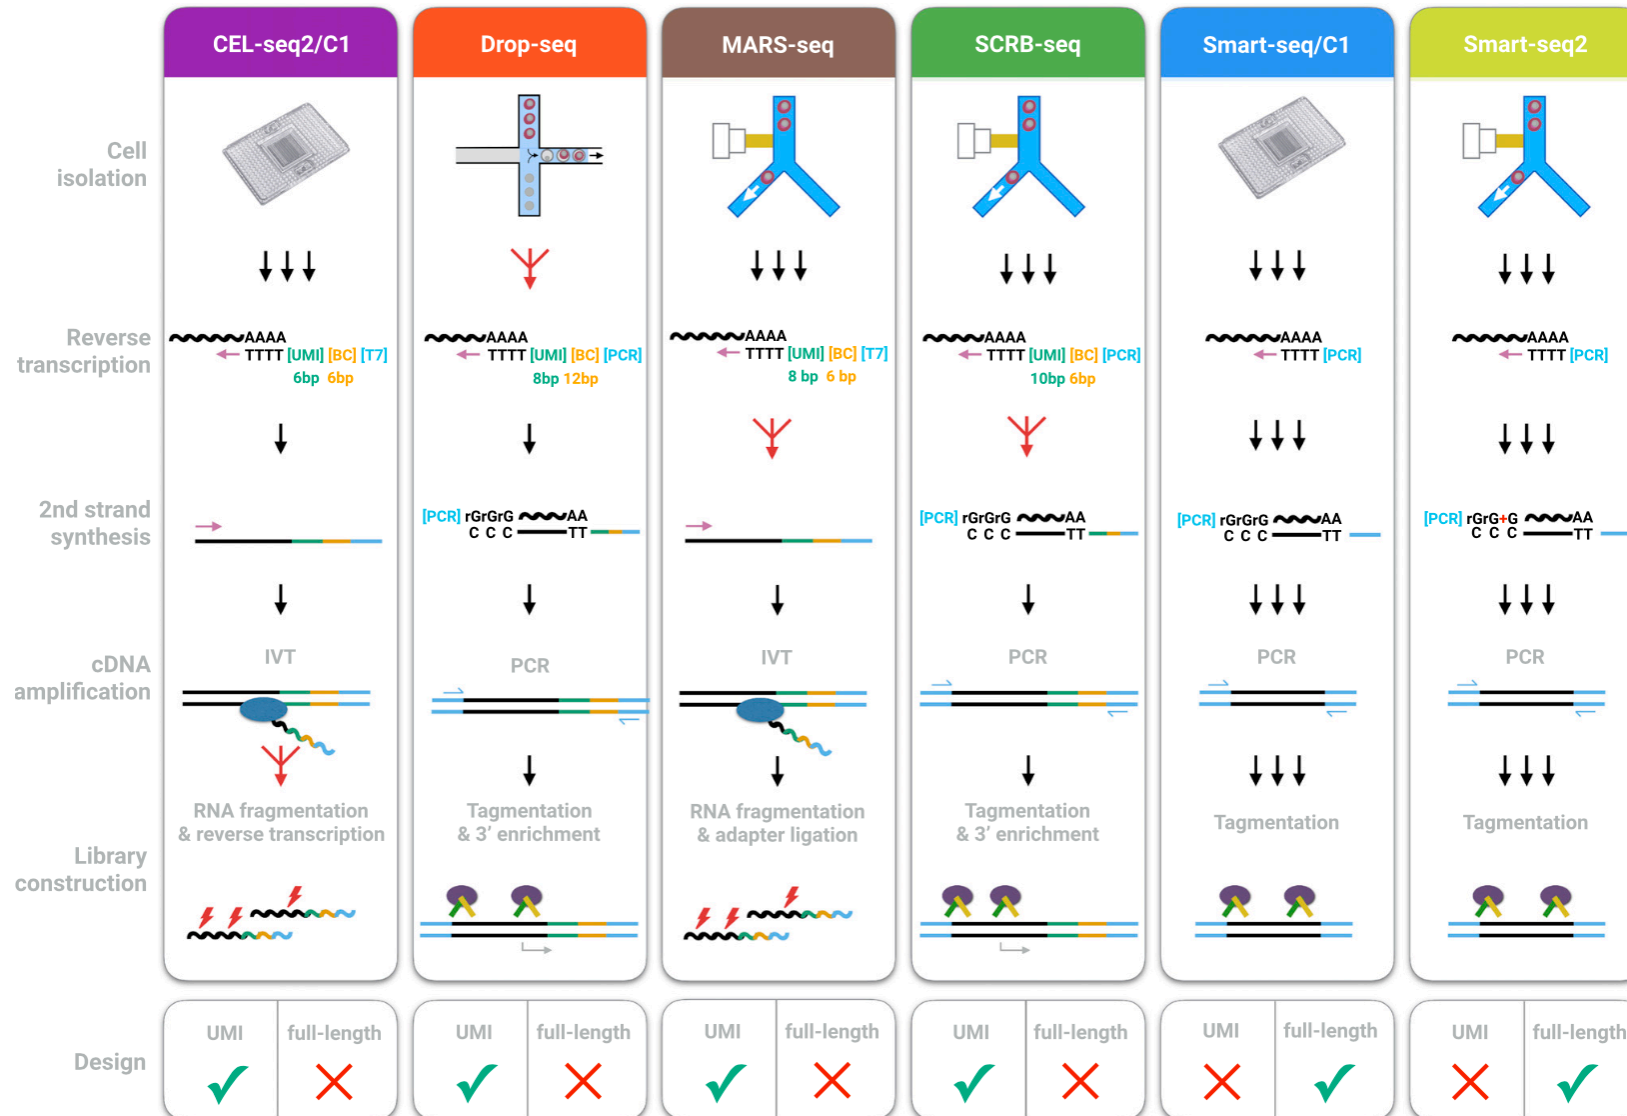 CEL-seq2/C1 Drop-seq MARS-seq SCRB-seq Smart-seq/C1 Smart-seq2
Cell
isolation
Reverse
transcription
AAAA AAAA AAAA AAAA AAAA AAAA
TTTT [UMI] [BC] [T7] TTTT [UMI] [BC] [PCR] TTTT [UMI] [BC] [T7] TTTT [UMI] [BC] [PCR] TTTT [PCR] TTTT [PCR]
6bp 6bp 8bp 12bp 8 bp 6 bp 10bp 6bp
2nd strand
synthesis
[PCR] rGrGrG AA [PCR] rGrGrG AA [PCR] rGrGrG AA [PCR] rGrG+G AA
C C C TT C C C TT C C C TT C C C TT
cDNA
amplification
IVT PCR IVT PCR PCR PCR
RNA fragmentation Tagmentation RNA fragmentation Tagmentation Tagmentation Tagmentation
& reverse transcription & 3’ enrichment & adapter ligation & 3’ enrichment
Library
construction
Design
UMI full-length UMI full-length UMI full-length UMI full-length UMI full-length UMI full-length